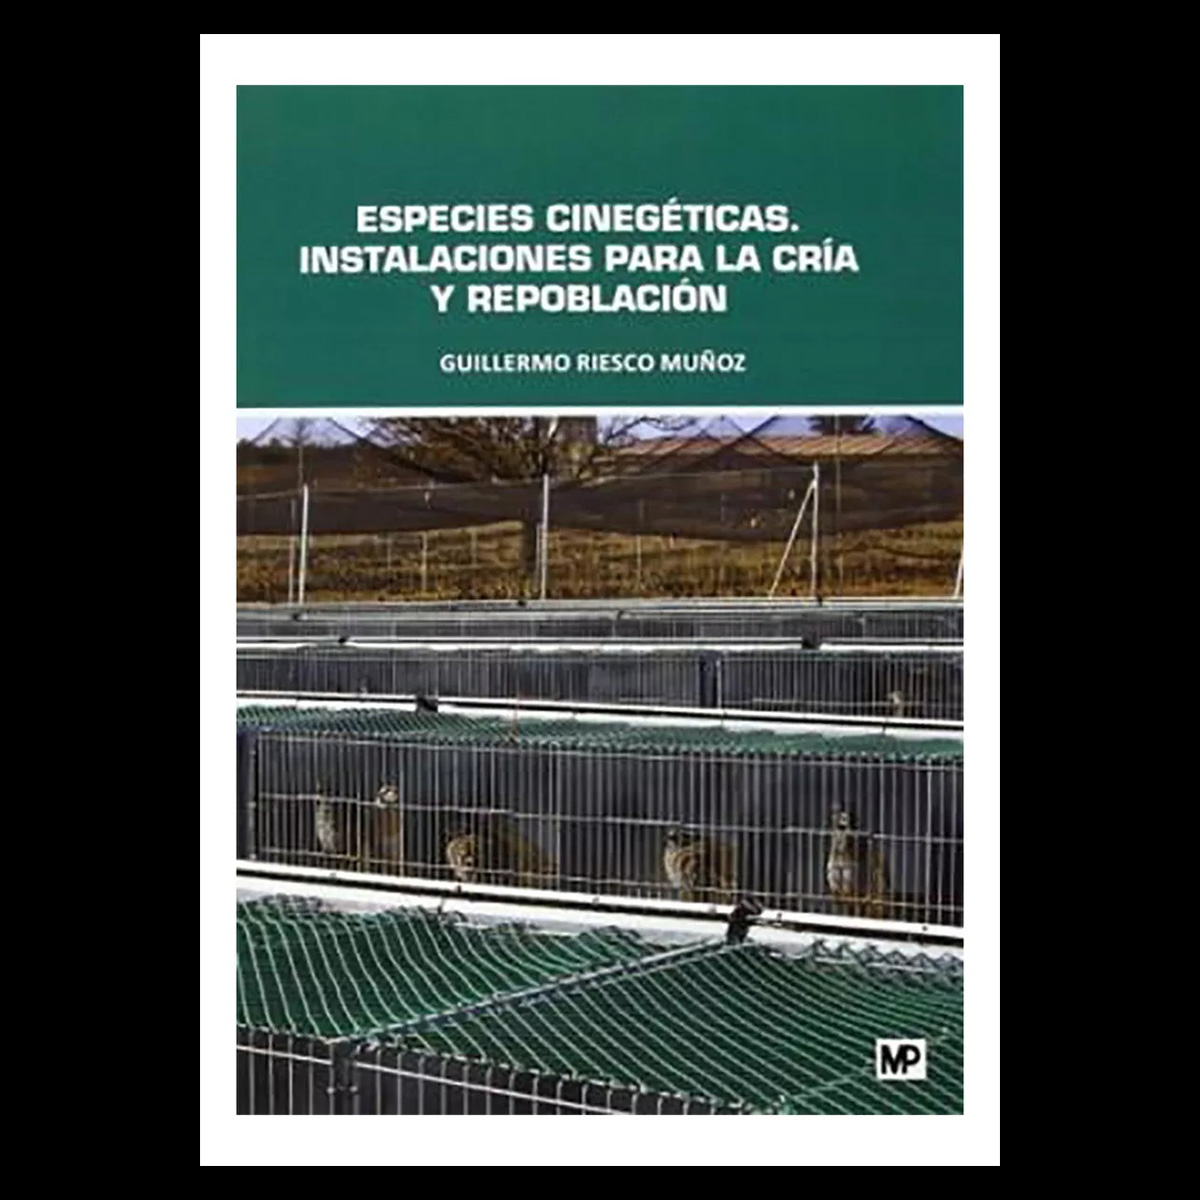 ESPECIES CINEGÉTICAS.
INSTALACIONES PARA LA CRÍA
Y REPOBLACIÓN
GUILLERMO RIESCO MUÑOZ
MP